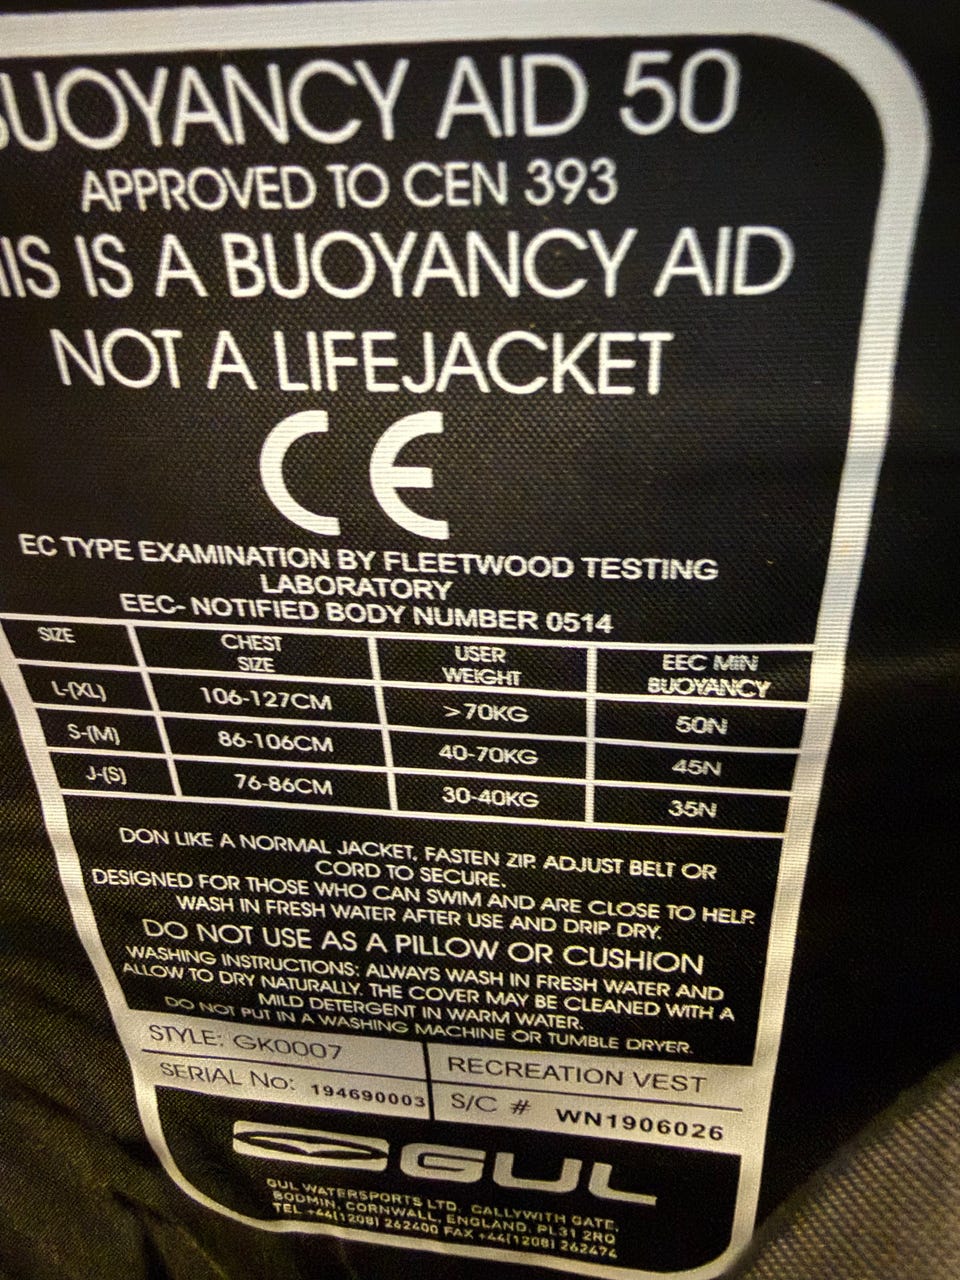 BUOYANCY AID 50
APPROVED TO CEN 393
HIS IS A BUOYANCY AID
NOT A LIFEJACKET
CE
EC TYPE EXAMINATION BY FLEETWOOD TESTING
LABORATORY
EEC- NOTIFIED BODY NUMBER 0514
SIZE CHEST SIZE USER WEIGHT EEC MIN BUOYANCY
L-(XL) 106-127CM >70KG 50N
S-(M) 86-106CM 40-70KG 45N
J-(S) 76-86CM 30-40KG 35N
DON LIKE A NORMAL JACKET, FASTEN ZIP. ADJUST BELT OR
CORD TO SECURE.
DESIGNED FOR THOSE WHO CAN SWIM AND ARE CLOSE TO HELP.
WASH IN FRESH WATER AFTER USE AND DRIP DRY.
DO NOT USE AS A PILLOW OR CUSHION
WASHING INSTRUCTIONS: ALWAYS WASH IN FRESH WATER AND
ALLOW TO DRY NATURALLY. THE COVER MAY BE CLEANED WITH A
MILD DETERGENT IN WARM WATER.
DO NOT PUT IN A WASHING MACHINE OR TUMBLE DRYER.
STYLE: GK0007 RECREATION VEST
SERIAL No: 194690003 S/C # WN1906026
GUL
GUL WATERSPORTS LTD, CALLYWITH GATE,
BODMIN, CORNWALL, ENGLAND, PL31 2RQ
TEL +44(1208) 262400 FAX +44(1208) 262474